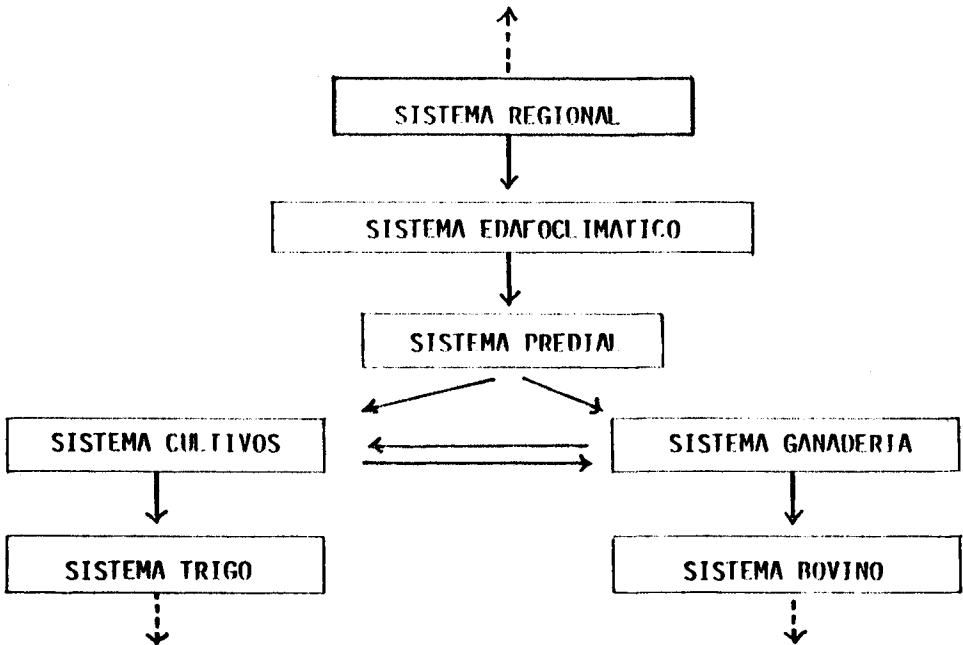 SISTEMA REGIONAL
SISTEMA EDAFOCLIMATICO
SISTEMA PREDIAL
SISTEMA CULTIVOS
SISTEMA GANADERIA
SISTEMA TRIGO
SISTEMA BOVINO